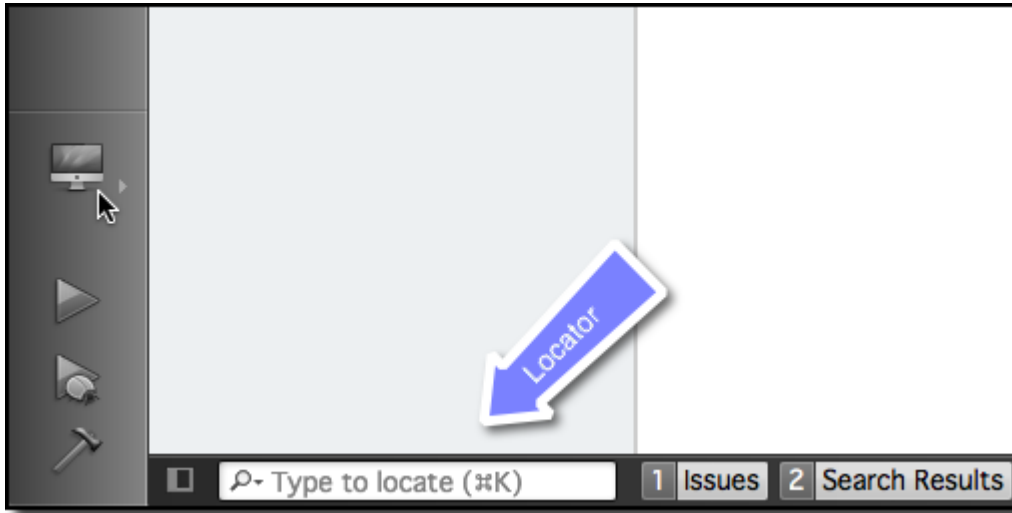 Locator
Type to locate (⌘K)
1 Issues 2 Search Results